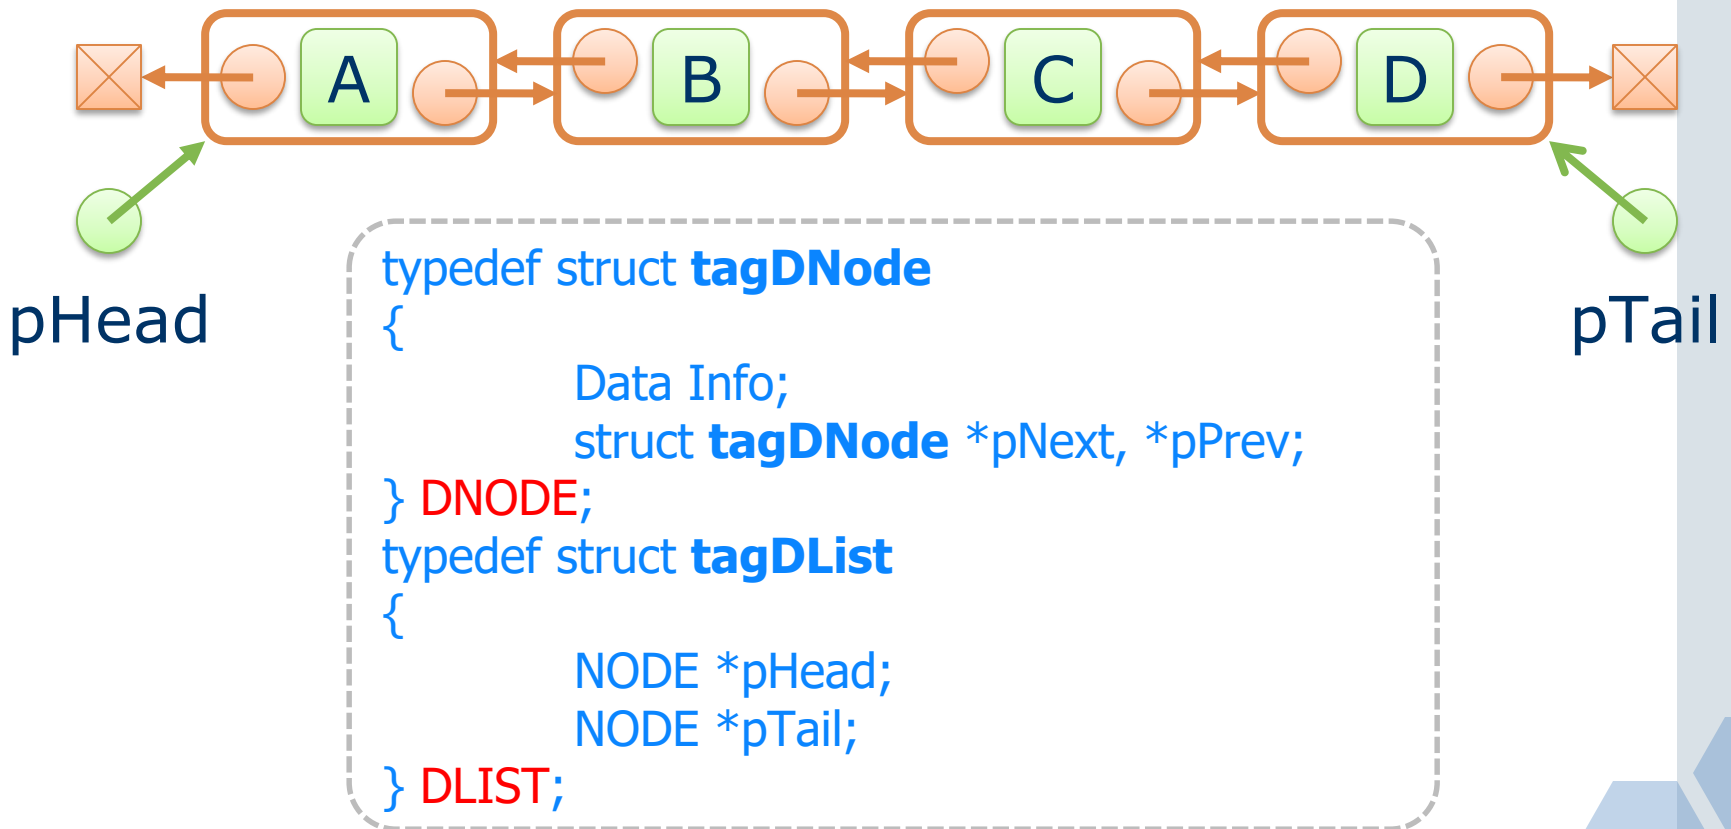 A B C D
pHead
pTail
typedef struct tagDNode
{
Data Info;
struct tagDNode *pNext, *pPrev;
} DNODE;
typedef struct tagDList
{
NODE *pHead;
NODE *pTail;
} DLIST;